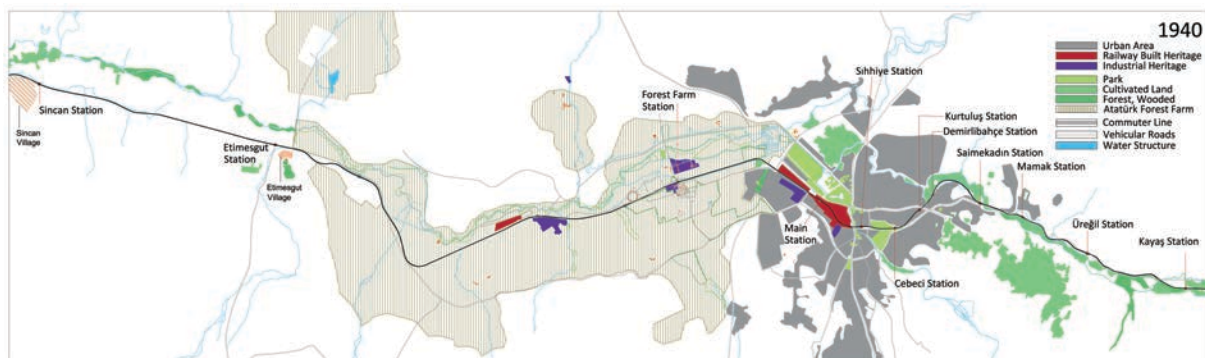 1940
Urban Area
Railway Built Heritage
Industrial Heritage
Park
Cultivated Land
Forest, Wooded
Atatürk Forest Farm
Commuter Line
Vehicular Roads
Water Structure
Sincan Station
Sincan
Village
Etimesgut
Station
Etimesgut
Village
Forest Farm
Station
Sıhhiye Station
Kurtuluş Station
Demirlibahçe Station
Saimekadın Station
Mamak Station
Main
Station
Cebeci Station
Üreğil Station
Kayaş Station